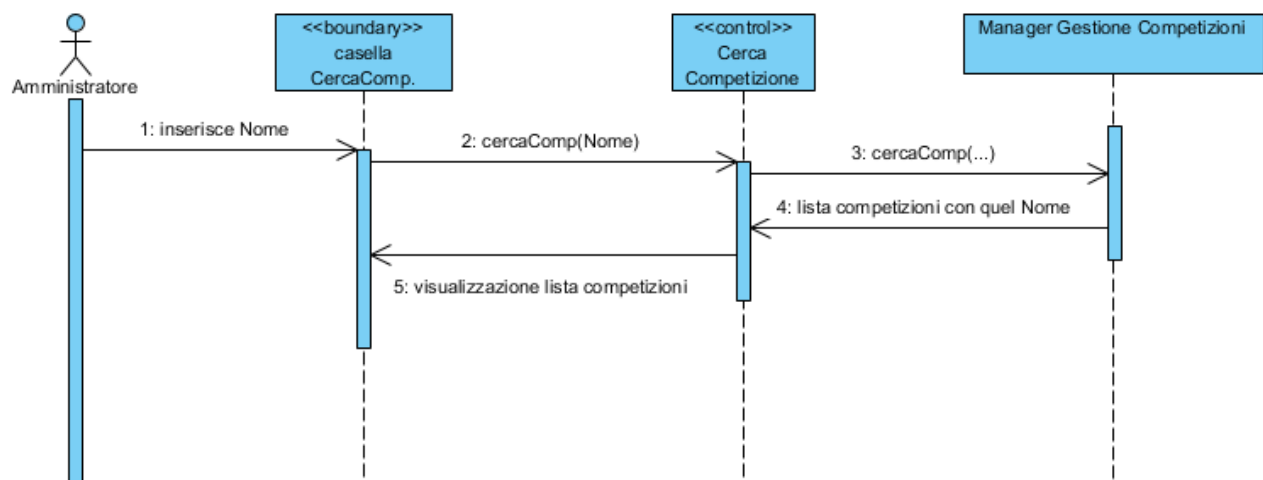 <<boundary>>
casella
CercaComp.
<<control>>
Cerca
Competizione
Manager Gestione Competizioni
Amministratore
1: inserisce Nome
2: cercaComp(Nome)
3: cercaComp(...)
4: lista competizioni con quel Nome
5: visualizzazione lista competizioni